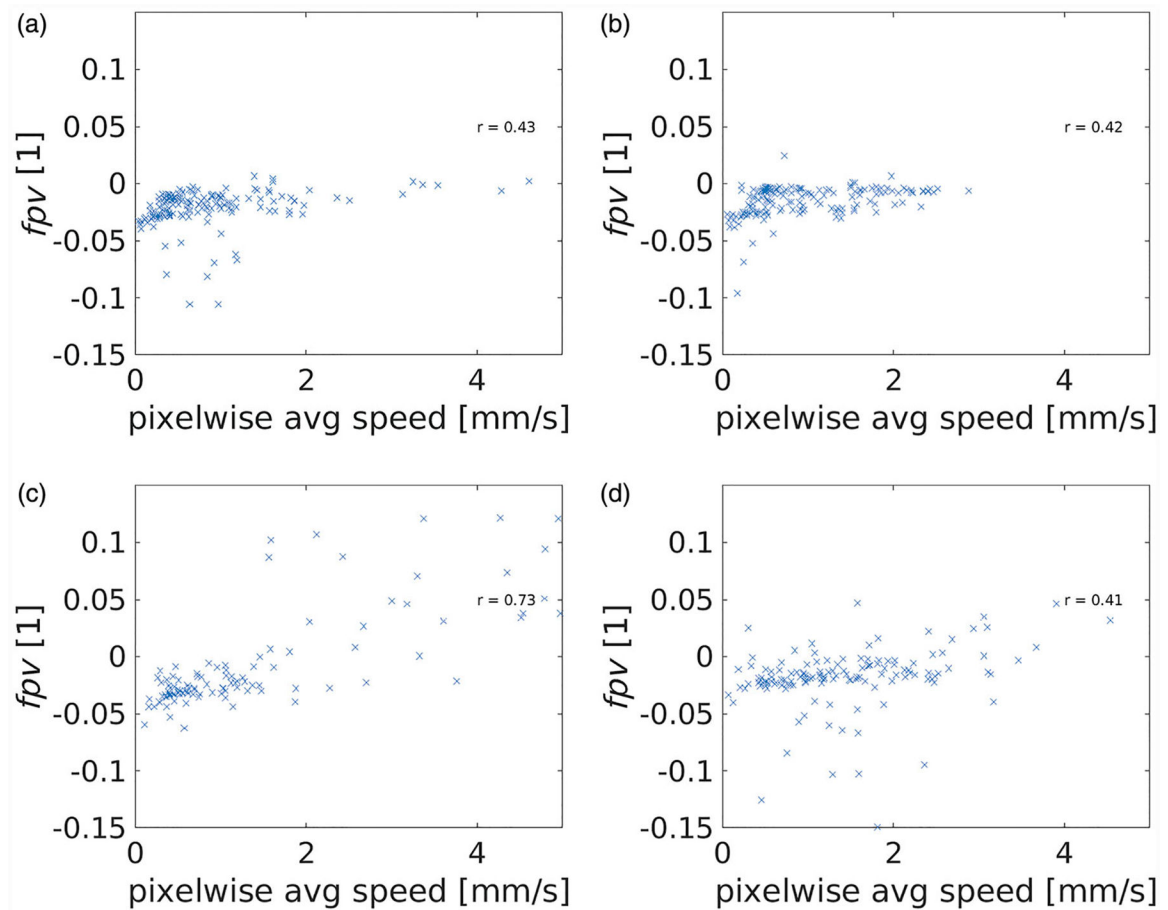 (a)
0.1
0.05
0
-0.05
-0.1
-0.15
fpv [1]
r = 0.43
0 2 4
pixelwise avg speed [mm/s]
(b)
0.1
0.05
0
-0.05
-0.1
-0.15
fpv [1]
r = 0.42
0 2 4
pixelwise avg speed [mm/s]
(c)
0.1
0.05
0
-0.05
-0.1
-0.15
fpv [1]
r = 0.73
0 2 4
pixelwise avg speed [mm/s]
(d)
0.1
0.05
0
-0.05
-0.1
-0.15
fpv [1]
r = 0.41
0 2 4
pixelwise avg speed [mm/s]